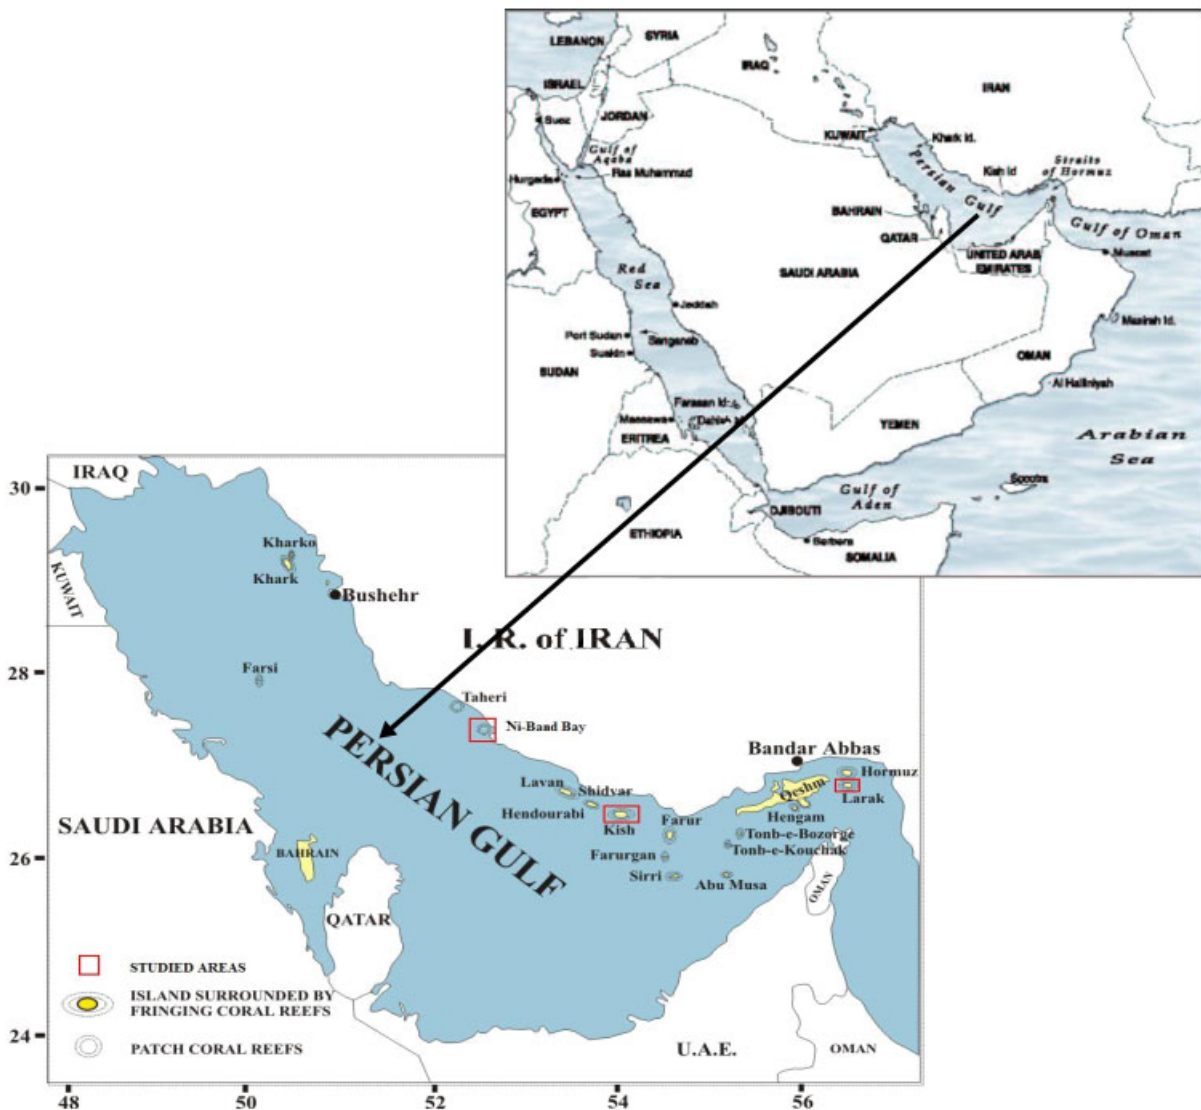 LEBANON
SYRIA
IRAQ
IRAN
ISRAEL
JORDAN
Suez
KUWAIT
Khark Id.
Gulf of
Aqaba
Ras Muhammad
Hurgada
Kish Id
Straits
of Hormuz
Persian Gulf
EGYPT
BAHRAIN
QATAR
Gulf of Oman
UNITED ARAB
EMIRATES
Muscat
SAUDI ARABIA
Red
Sea
Jeddah
Masirah Id.
Port Sudan
Sanganeb
Suakin
OMAN
SUDAN
Al Halliniyah
Farasan Id.
Massawa
ERITREA
YEMEN
Arabian
Sea
Socotra
Gulf of
Aden
DJIBOUTI
ETHIOPIA
Berbera
SOMALIA
IRAQ
30
Kharko
Khark
KUWAIT
Bushehr
I. R. of IRAN
28
Farsi
Taheri
Ni-Band Bay
PERSIAN GULF
Bandar Abbas
Hormuz
Qeshm
Larak
Lavan
Shidvar
Hendourabi
Kish
Hengam
Farur
Tonb-e-Bozorge
Tonb-e-Kouchak
SAUDI ARABIA
26
BAHRAIN
Farurgan
Sirri
Abu Musa
OMAN
QATAR
STUDIED AREAS
ISLAND SURROUNDED BY
FRINGING CORAL REEFS
24
PATCH CORAL REEFS
U.A.E.
OMAN
48
50
52
54
56